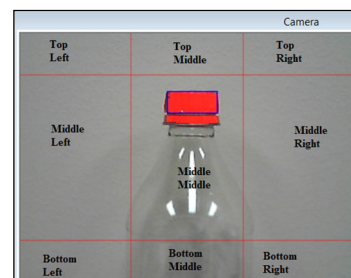 Camera
Top
Left
Top
Middle
Top
Right
Middle
Left
Middle
Middle
Middle
Right
Bottom
Left
Bottom
Middle
Bottom
Right